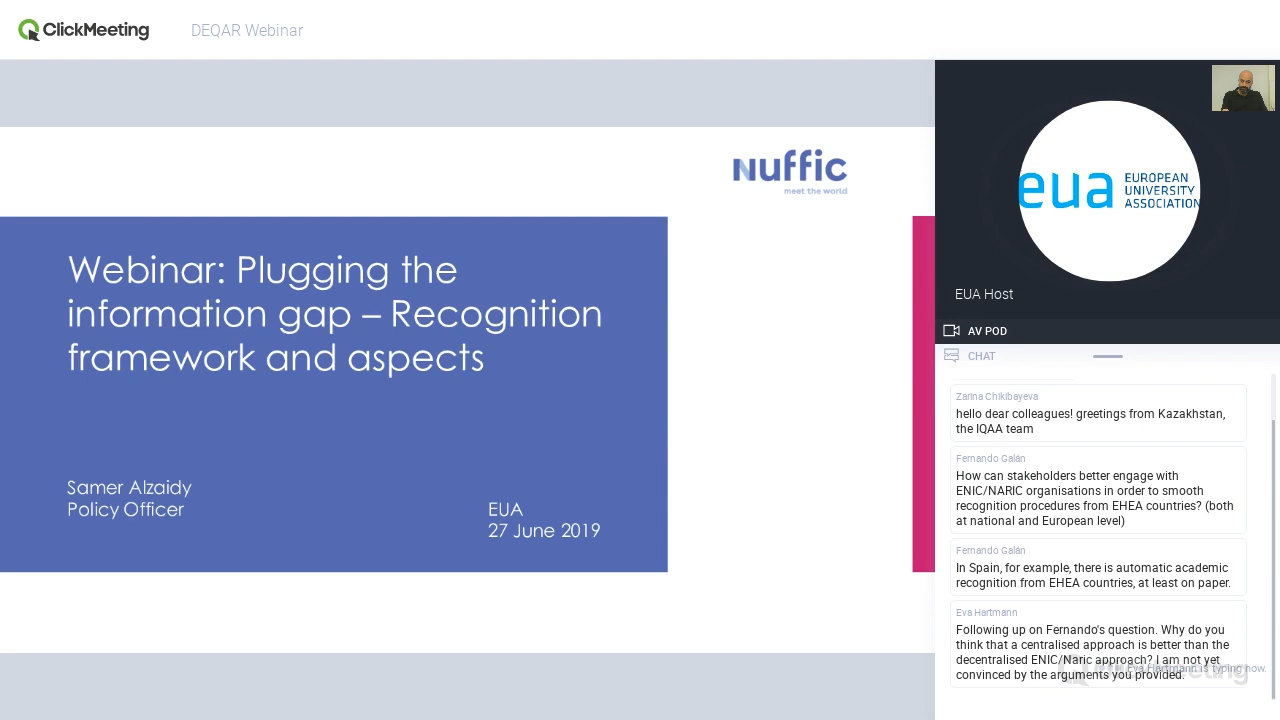 ClickMeeting
DEQAR Webinar
Nuffic
meet the world
Webinar: Plugging the
information gap – Recognition
framework and aspects
Samer Alzaidy
Policy Officer
EUA
27 June 2019
eua
EUROPEAN
UNIVERSITY
ASSOCIATION
EUA Host
AV POD
CHAT
Zarina Chikibayeva
hello dear colleagues! greetings from Kazakhstan,
the IQAA team
Fernando Galán
How can stakeholders better engage with
ENIC/NARIC organisations in order to smooth
recognition procedures from EHEA countries? (both
at national and European level)
Fernando Galán
In Spain, for example, there is automatic academic
recognition from EHEA countries, at least on paper.
Eva Hartmann
Following up on Fernando's question. Why do you
think that a centralised approach is better than the
decentralised ENIC/Naric approach? I am not yet
convinced by the arguments you provided.
Eva Hartmann is typing now.
ClickMeeting